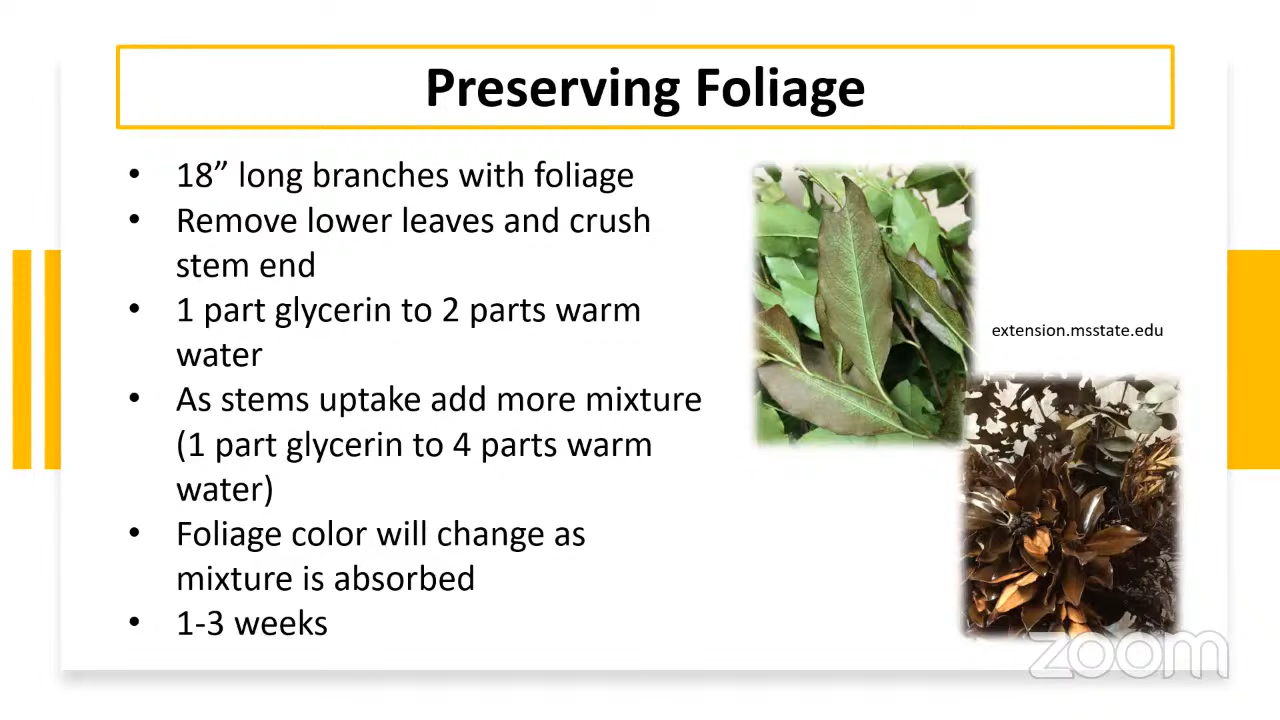 Preserving Foliage
• 18” long branches with foliage
• Remove lower leaves and crush
stem end
• 1 part glycerin to 2 parts warm
water
• As stems uptake add more mixture
(1 part glycerin to 4 parts warm
water)
• Foliage color will change as
mixture is absorbed
• 1-3 weeks
extension.msstate.edu
zoom